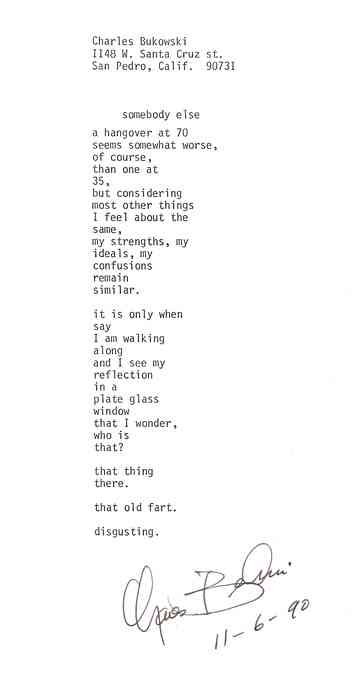 Charles Bukowski
1148 W. Santa Cruz st.
San Pedro, Calif. 90731
somebody else
a hangover at 70
seems somewhat worse,
of course,
than one at
35,
but considering
most other things
I feel about the
same,
my strengths, my
ideals, my
confusions
remain
similar.
it is only when
say
I am walking
along
and I see my
reflection
in a
plate glass
window
that I wonder,
who is
that?
that thing
there.
that old fart.
disgusting.
11-6-90